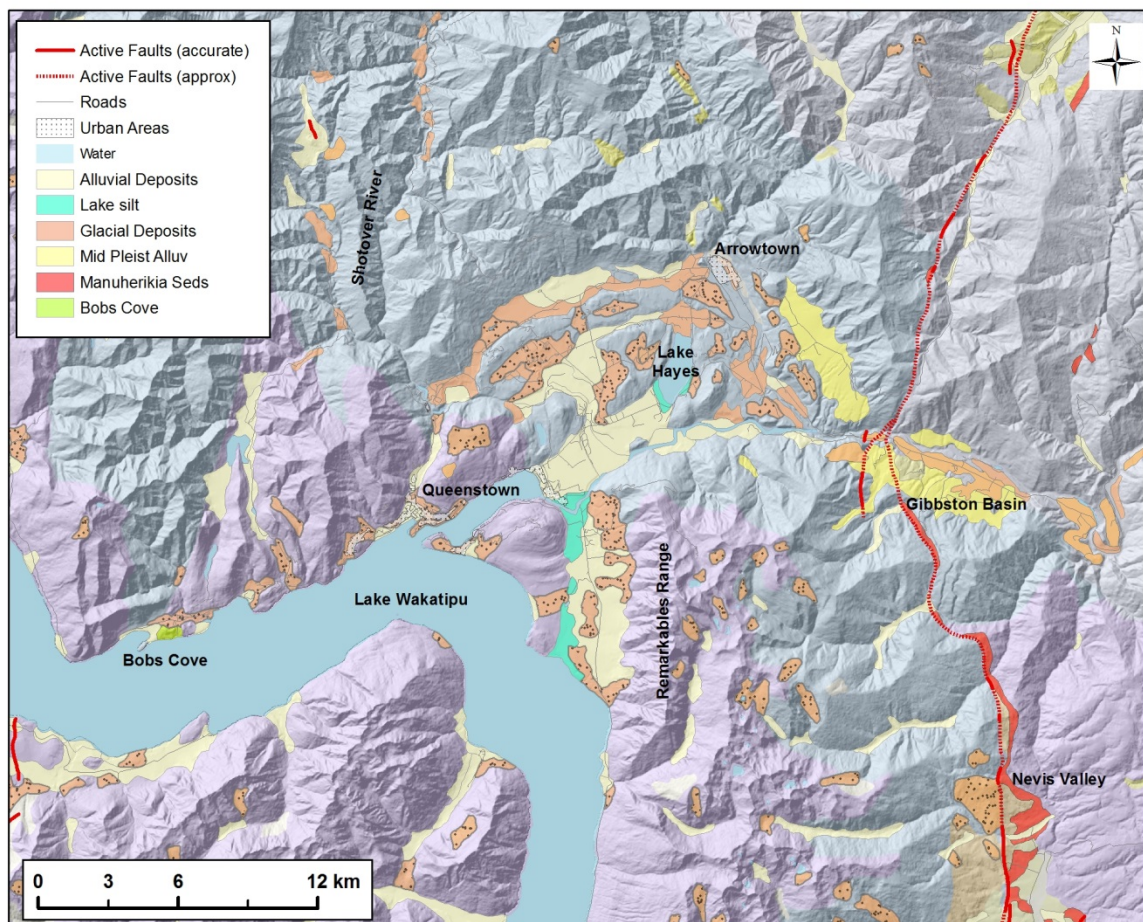 Active Faults (accurate)
Active Faults (approx)
Roads
Urban Areas
Water
Alluvial Deposits
Lake silt
Glacial Deposits
Mid Pleist Alluv
Manuherikia Seds
Bobs Cove
N
Shotover River
Arrowtown
Lake
Hayes
Queenstown
Gibbston Basin
Lake Wakatipu
Remarkables Range
Bobs Cove
Nevis Valley
0 3 6 12 km